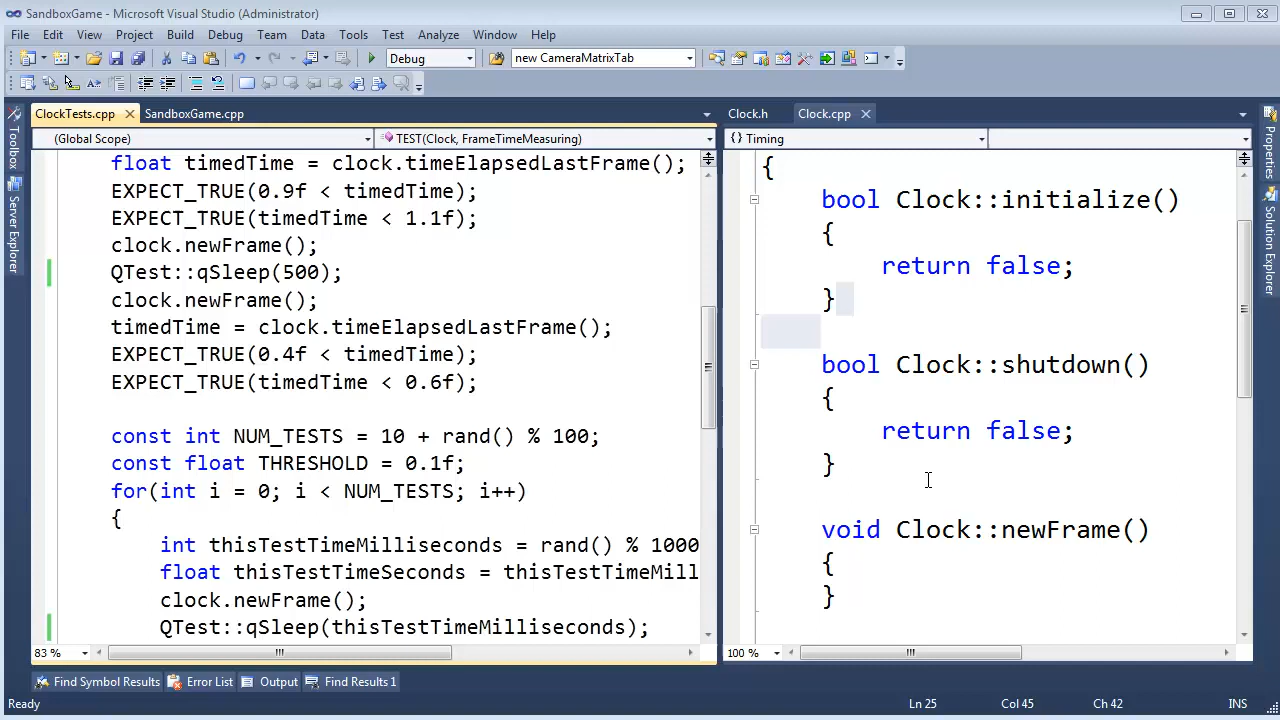 SandboxGame - Microsoft Visual Studio (Administrator)
File Edit View Project Build Debug Team Data Tools Test Analyze Window Help
Debug new CameraMatrixTab
ClockTests.cpp SandboxGame.cpp Clock.h Clock.cpp
(Global Scope) TEST(Clock, FrameTimeMeasuring) {} Timing
Toolbox
Server Explorer
float timedTime = clock.timeElapsedLastFrame();
EXPECT_TRUE(0.9f < timedTime);
EXPECT_TRUE(timedTime < 1.1f);
clock.newFrame();
QTest::qSleep(500);
clock.newFrame();
timedTime = clock.timeElapsedLastFrame();
EXPECT_TRUE(0.4f < timedTime);
EXPECT_TRUE(timedTime < 0.6f);
const int NUM_TESTS = 10 + rand() % 100;
const float THRESHOLD = 0.1f;
for(int i = 0; i < NUM_TESTS; i++)
{
int thisTestTimeMilliseconds = rand() % 1000
float thisTestTimeSeconds = thisTestTimeMill
clock.newFrame();
QTest::qSleep(thisTestTimeMilliseconds);
83 %
{
bool Clock::initialize()
{
return false;
}
bool Clock::shutdown()
{
return false;
}
void Clock::newFrame()
{
}
100 %
Properties
Solution Explorer
Find Symbol Results Error List Output Find Results 1
Ready Ln 25 Col 45 Ch 42 INS